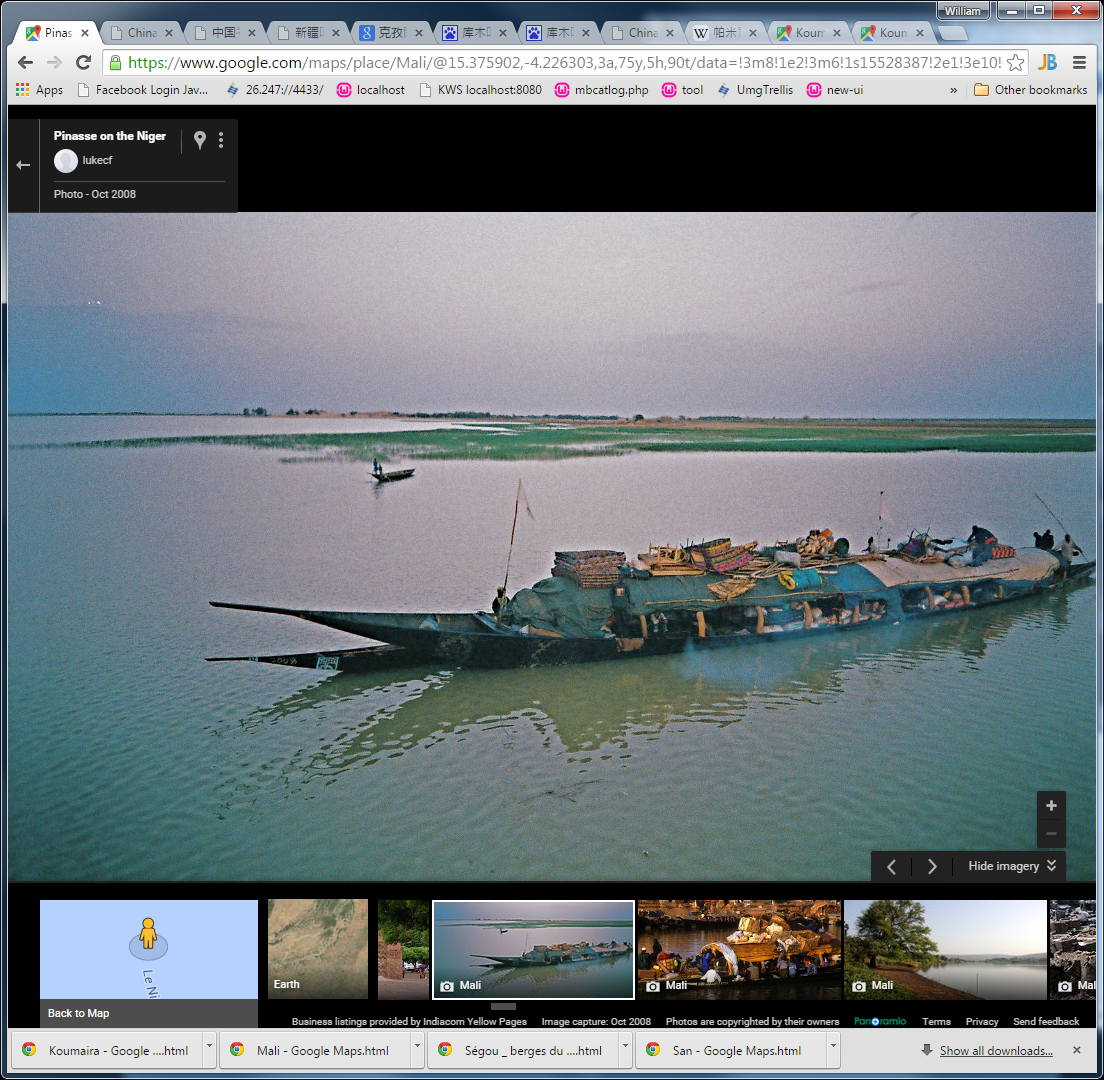 William
Pinas
China
中国
新疆
克孜
库木
库木
China
帕米
Koum
Koum
https://www.google.com/maps/place/Mali/@15.375902,-4.226303,3a,75y,5h,90t/data=!3m8!1e2!3m6!1s15528387!2e1!3e10!
Apps
Facebook Login Jav...
26.247:/4433/
localhost
KWS localhost:8080
mbcatlog.php
tool
UmgTrellis
new-ui
»
Other bookmarks
Pinasse on the Niger
lukecf
Photo - Oct 2008
2008
Hide imagery
Le Ni
Back to Map
Earth
Mali
Mali
Mali
Mal
Business listings provided by Indiacom Yellow Pages
Image capture: Oct 2008
Photos are copyrighted by their owners
Panoramio
Terms
Privacy
Send feedback
Koumaira - Google ....html
Mali - Google Maps.html
Ségou _ berges du ....html
San - Google Maps.html
Show all downloads...